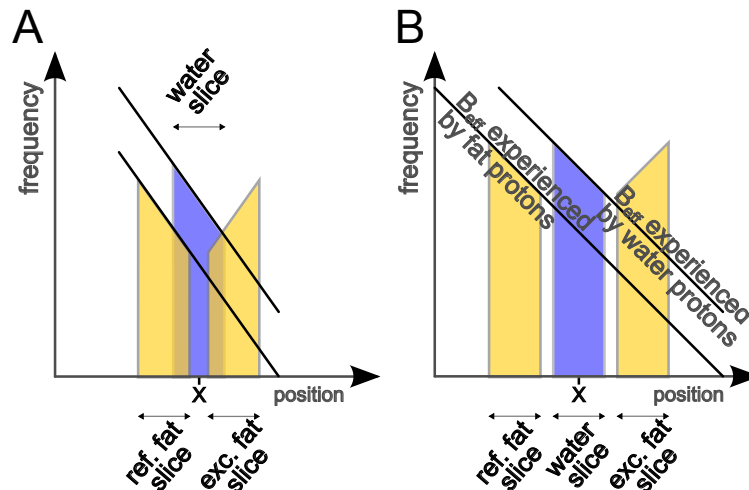 A
frequency
water
slice
x
position
ref. fat
slice
exc. fat
slice
B
frequency
Beff experienced
by fat protons
Beff experienced
by water protons
x
position
ref. fat
slice
water
slice
exc. fat
slice